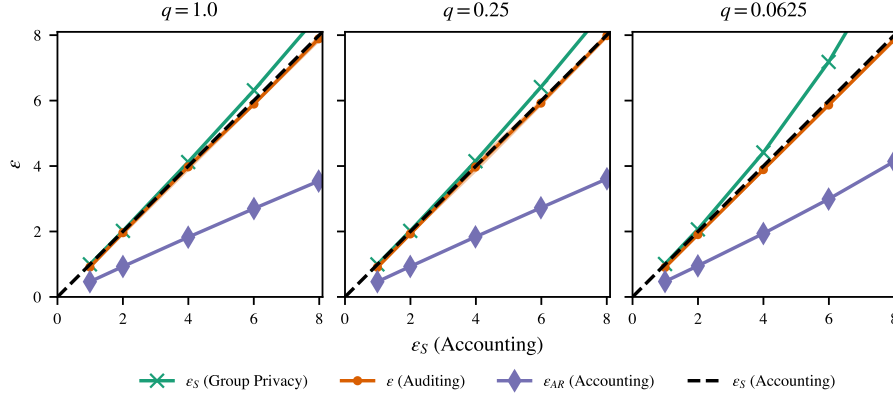 q = 1.0
q = 0.25
q = 0.0625
8
6
4
2
0
ε
0 2 4 6 8
0 2 4 6 8
0 2 4 6 8
ε_S (Accounting)
ε_S (Group Privacy)
ε (Auditing)
ε_AR (Accounting)
ε_S (Accounting)